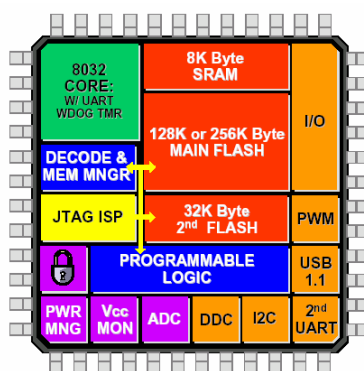 8032
CORE:
W/ UART
WDOG TMR
8K Byte
SRAM
I/O
128K or 256K Byte
MAIN FLASH
DECODE &
MEM MNGR
JTAG ISP
32K Byte
2nd FLASH
PWM
PROGRAMMABLE
LOGIC
USB
1.1
PWR
MNG
Vcc
MON
ADC
DDC
I2C
2nd
UART